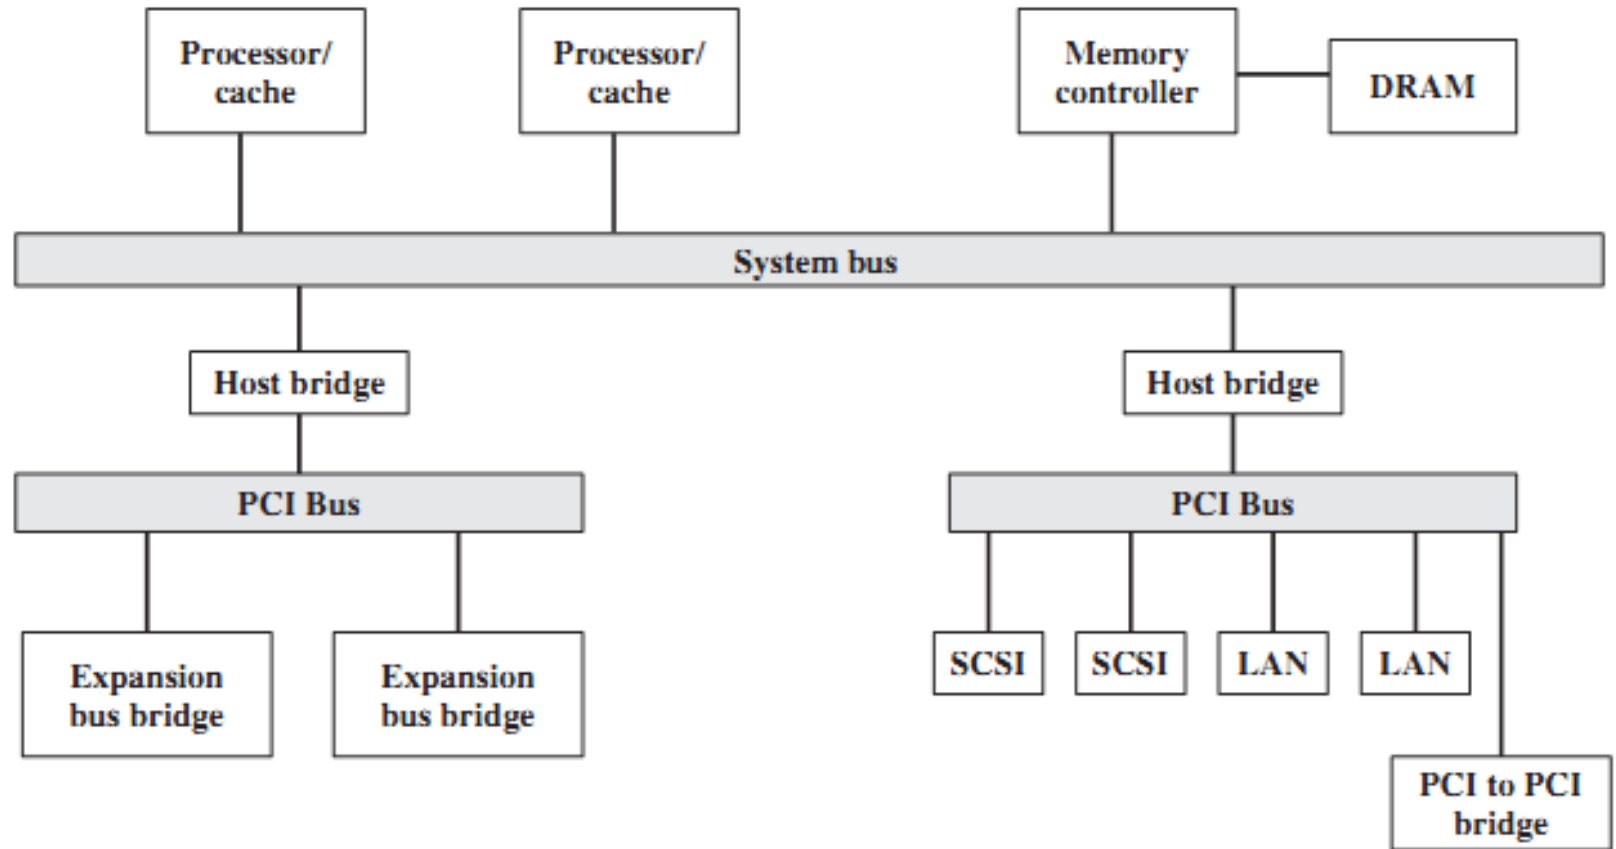 Processor/
cache
Processor/
cache
Memory
controller
DRAM
System bus
Host bridge
Host bridge
PCI Bus
PCI Bus
Expansion
bus bridge
Expansion
bus bridge
SCSI
SCSI
LAN
LAN
PCI to PCI
bridge